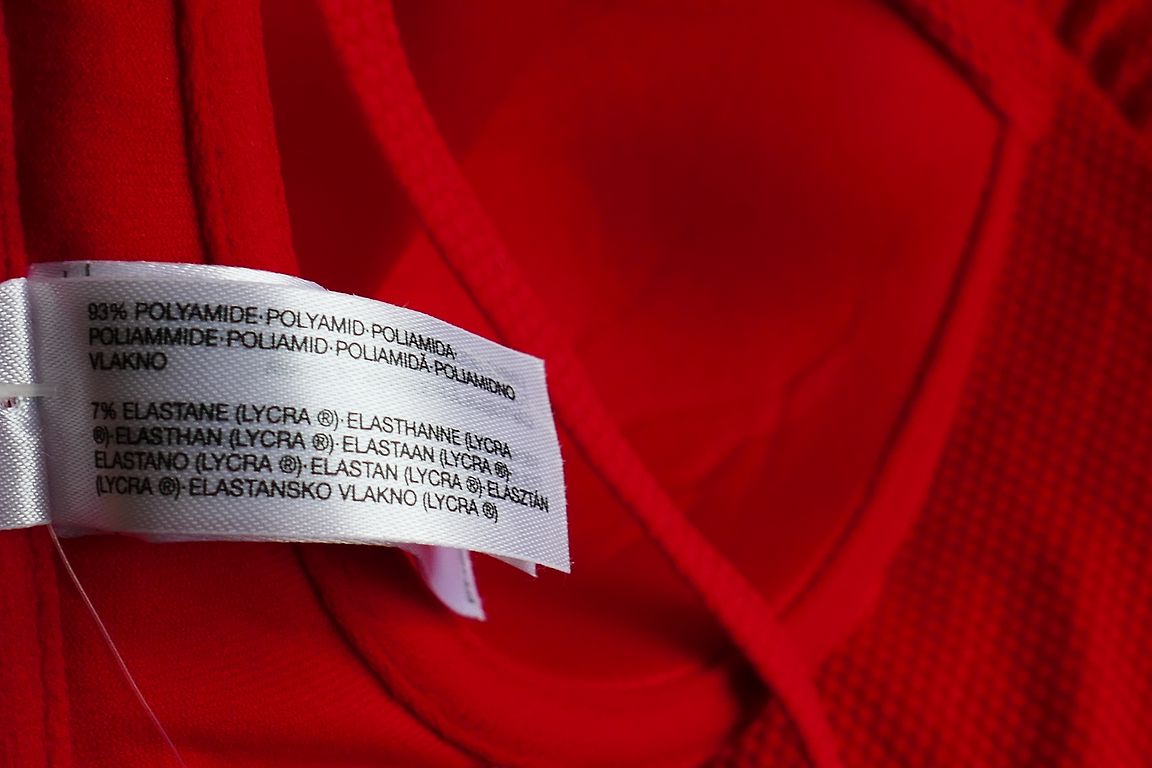 93% POLYAMIDE·POLYAMID·POLIAMIDA·
POLIAMMIDE·POLIAMID·POLIAMIDĂ·POLIAMIDNO
VLAKNO
7% ELASTANE (LYCRA ®)·ELASTHANNE (LYCRA
®)·ELASTHAN (LYCRA ®)·ELASTAAN (LYCRA ®)·
ELASTANO (LYCRA ®)·ELASTAN (LYCRA ®)·ELASZTÁN
(LYCRA ®)·ELASTANSKO VLAKNO (LYCRA ®)